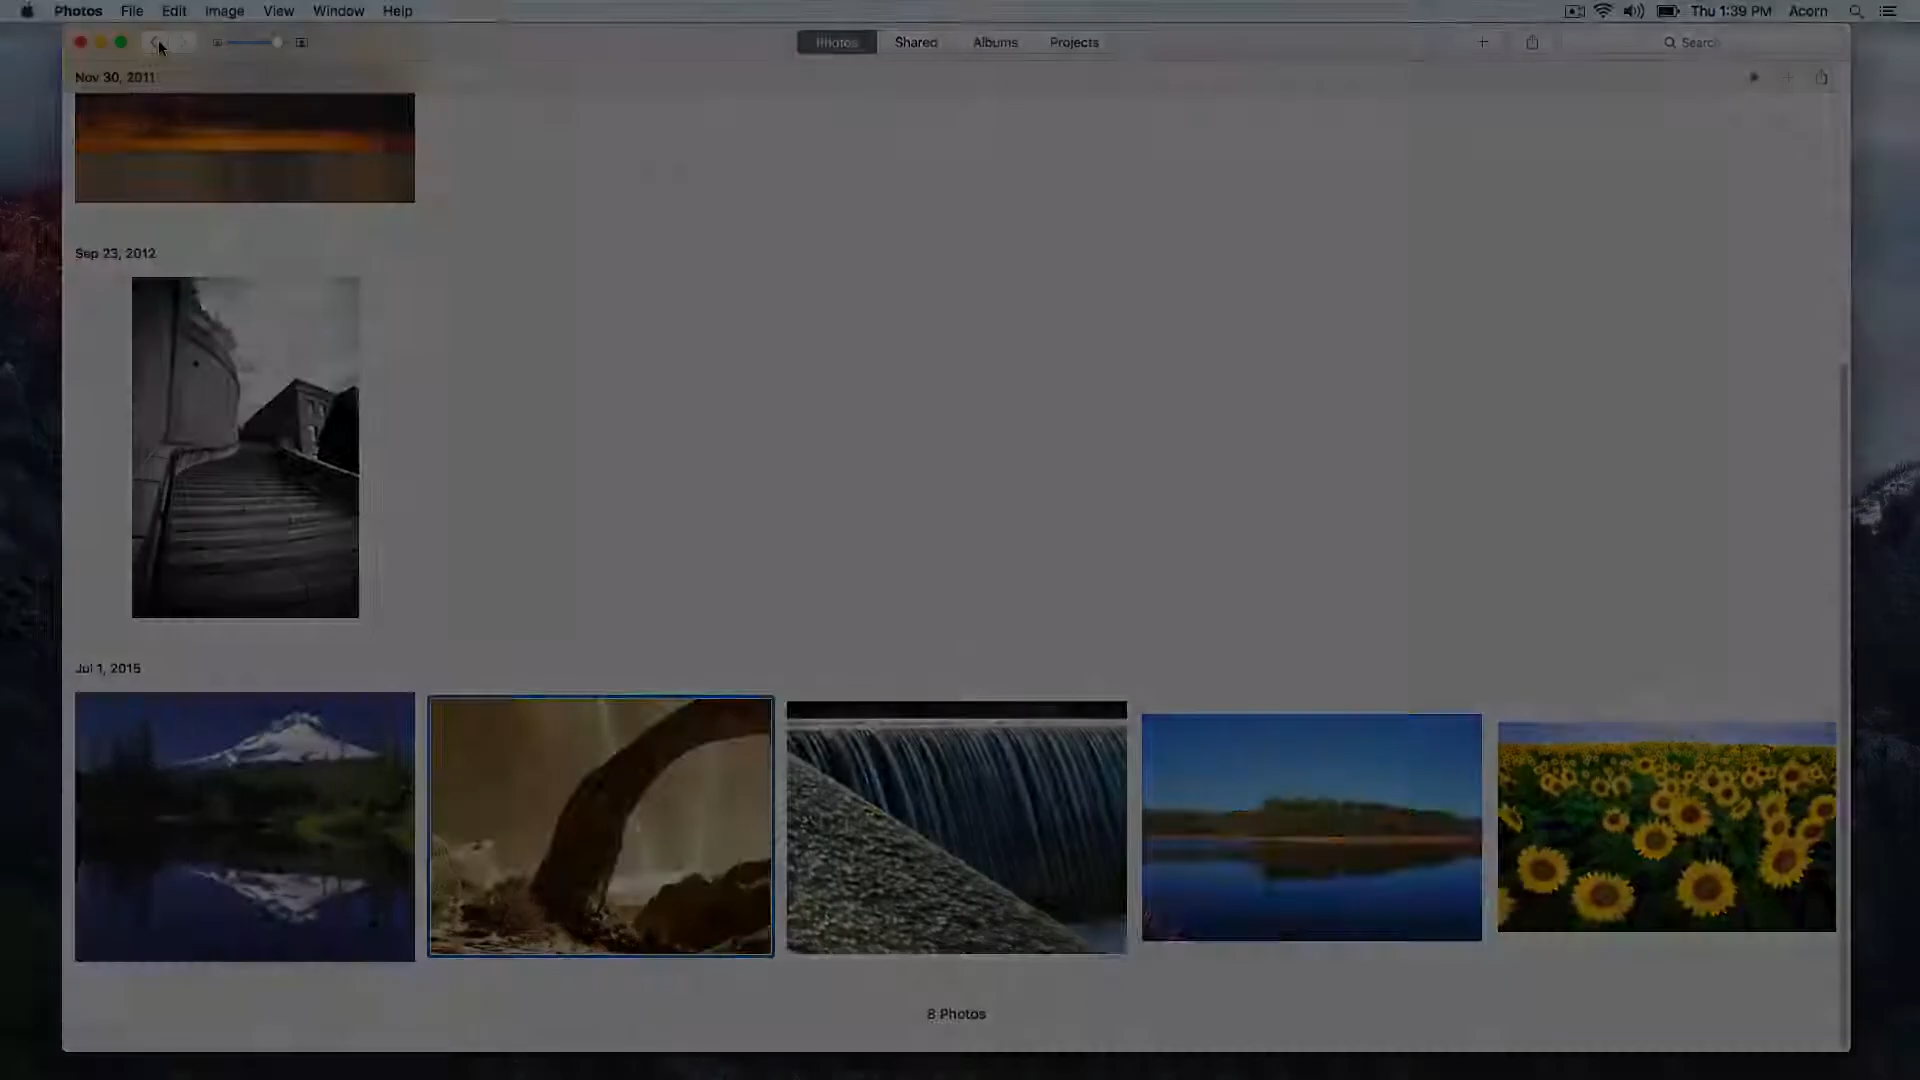 Photos File Edit Image View Window Help Thu 1:39 PM Acorn
Photos Shared Albums Projects Search
Nov 30, 2011
Sep 23, 2012
Jul 1, 2015
8 Photos